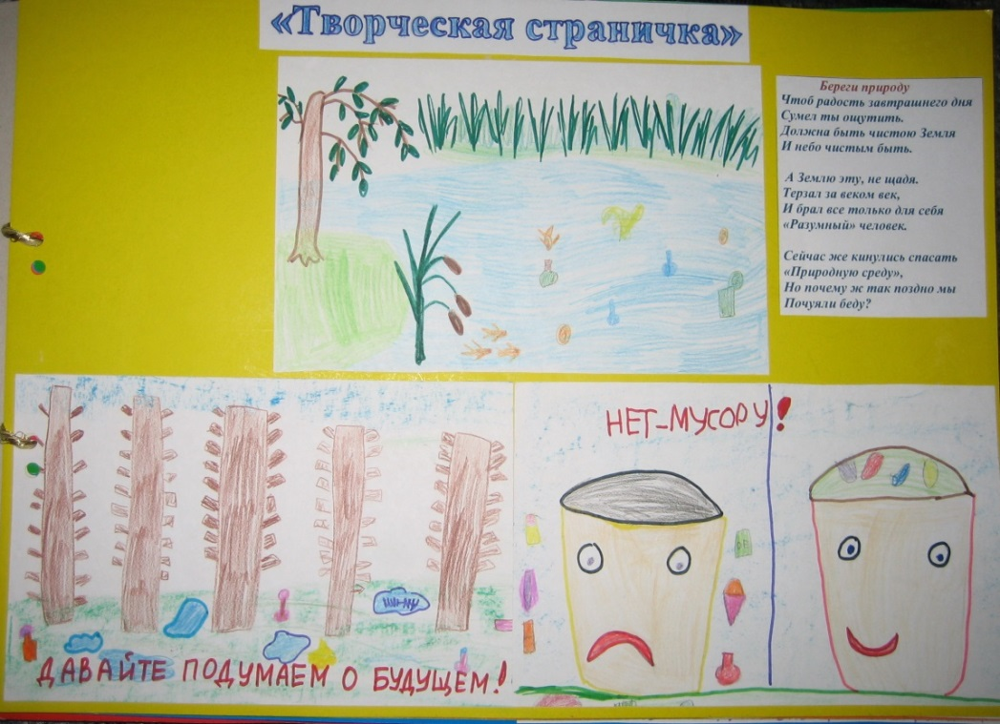 «Творческая страничка»
Береги природу
Чтоб радость завтрашнего дня
Сумел ты ощутить.
Должна быть чистою Земля
И небо чистым быть.
А Землю эту, не щадя.
Терзал за веком век,
И брал все только для себя
«Разумный» человек.
Сейчас же кинулись спасать
«Природную среду»,
Но почему ж так поздно мы
Почуяли беду?
НЕТ-МУСОРУ!
ДАВАЙТЕ ПОДУМАЕМ О БУДУЩЕМ!